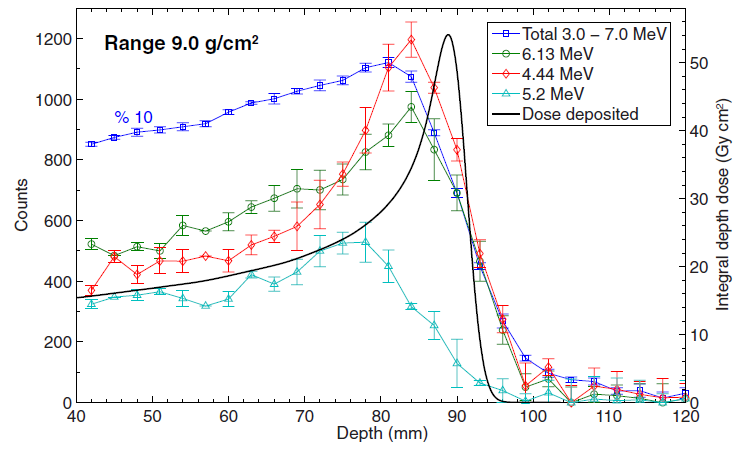 Range 9.0 g/cm²
% 10
Total 3.0 – 7.0 MeV
6.13 MeV
4.44 MeV
5.2 MeV
Dose deposited
Counts
1200
1000
800
600
400
200
0
Integral depth dose (Gy cm²)
50
40
30
20
10
0
40 50 60 70 80 90 100 110 120
Depth (mm)